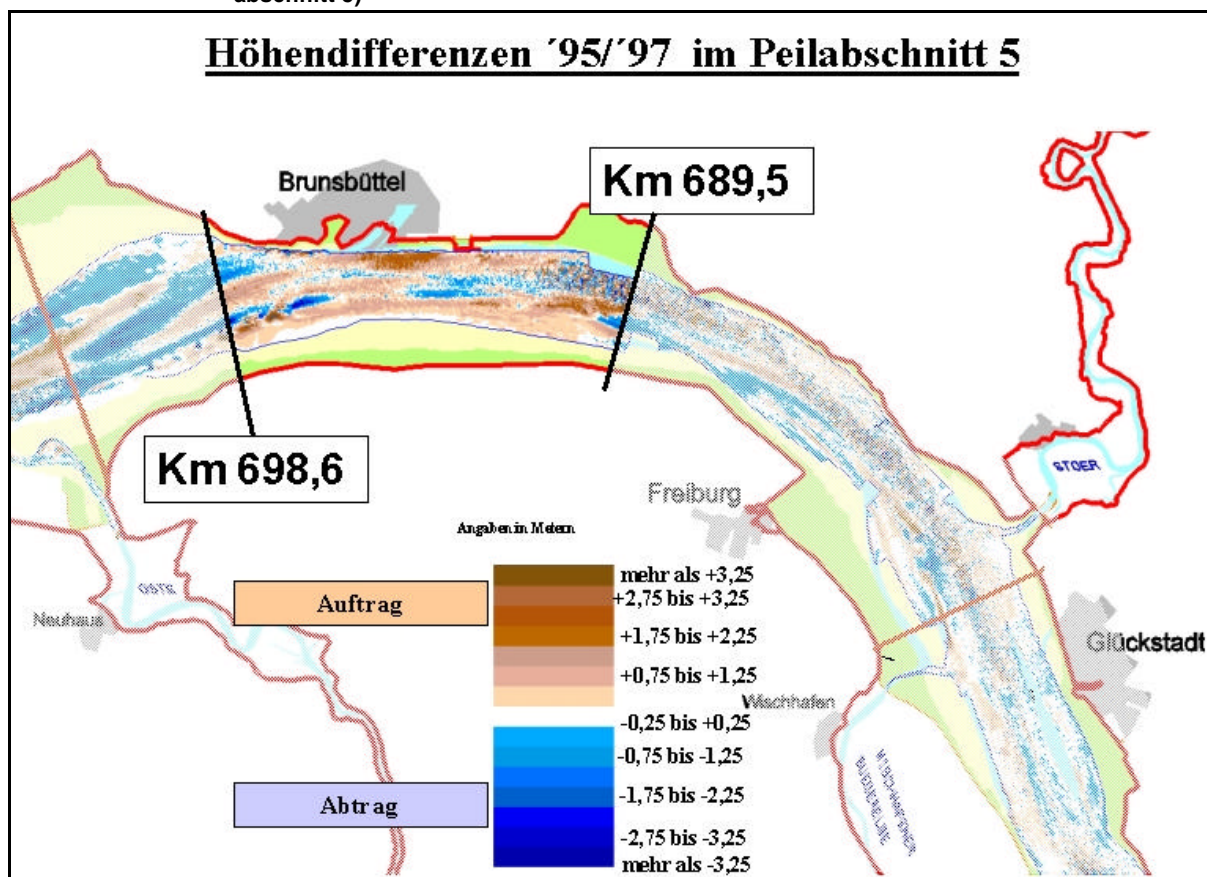 abschnitt 5)
Höhendifferenzen ´95/´97 im Peilabschnitt 5
Brunsbüttel
Km 689,5
Km 698,6
STOER
Freiburg
Angaben in Metern
OSTE
Neuhaus
Glückstadt
Wischhafen
Auftrag
mehr als +3,25
+2,75 bis +3,25
+1,75 bis +2,25
+0,75 bis +1,25
-0,25 bis +0,25
-0,75 bis -1,25
-1,75 bis -2,25
-2,75 bis -3,25
mehr als -3,25
Abtrag